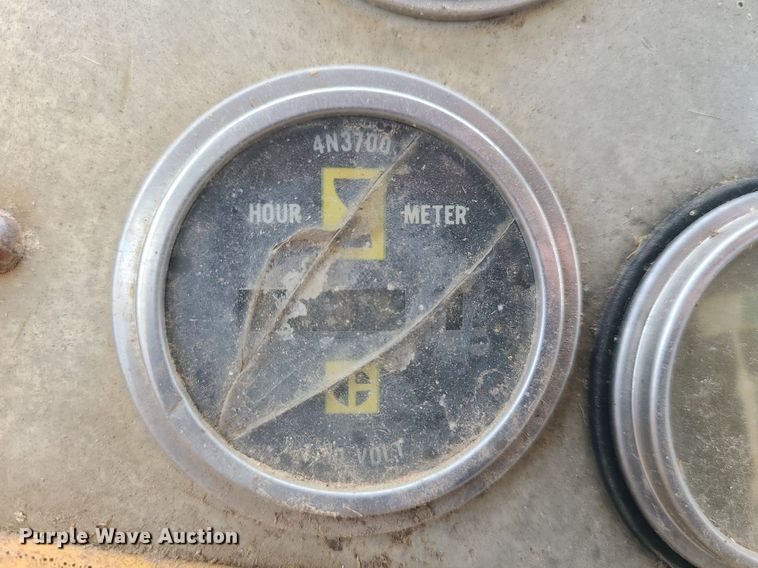 4N3700
HOUR METER
VOLT
Purple Wave Auction